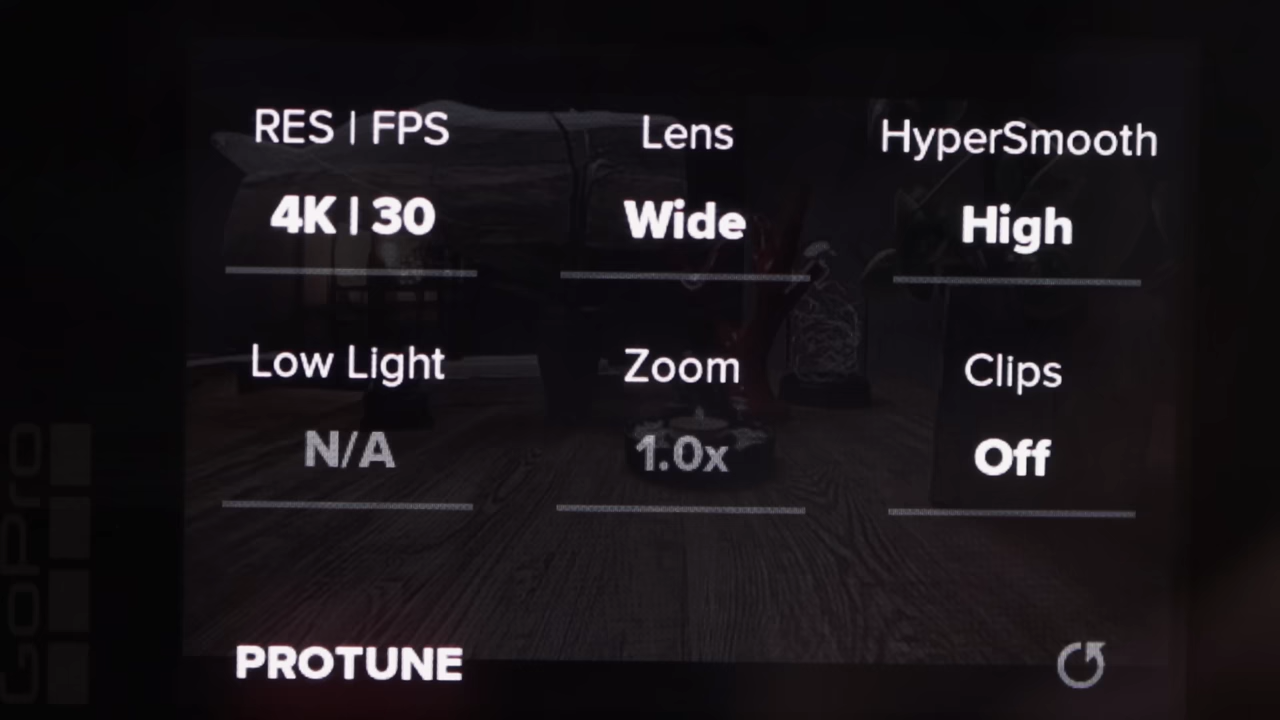 RES | FPS
Lens
HyperSmooth
4K | 30
Wide
High
Low Light
Zoom
Clips
N/A
1.0x
Off
PROTUNE
GoPro